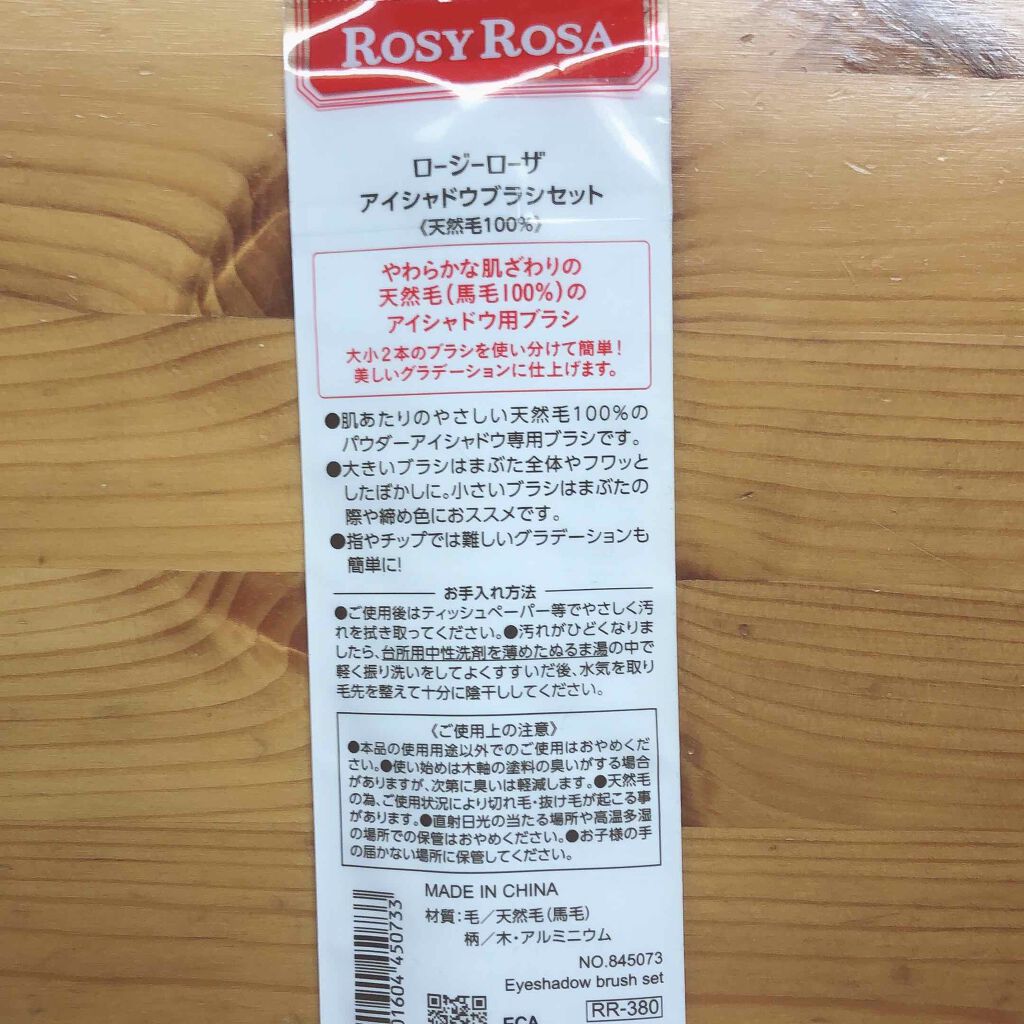 ROSY ROSA
ロージーローザ
アイシャドウブラシセット
《天然毛100%》
やわらかな肌ざわりの
天然毛(馬毛100%)の
アイシャドウ用ブラシ
大小2本のブラシを使い分けて簡単!
美しいグラデーションに仕上げます。
●肌あたりのやさしい天然毛100%の
パウダーアイシャドウ専用ブラシです。
●大きいブラシはまぶた全体やフワッと
したぼかしに。小さいブラシはまぶたの
際や締め色におススメです。
●指やチップでは難しいグラデーションも
簡単に!
お手入れ方法
●ご使用後はティッシュペーパー等でやさしく汚
れを拭き取ってください。●汚れがひどくなりま
したら、台所用中性洗剤を薄めたぬるま湯の中で
軽く振り洗いをしてよくすすいだ後、水気を取り
毛先を整えて十分に陰干ししてください。
《ご使用上の注意》
●本品の使用用途以外でのご使用はおやめくだ
さい。●使い始めは木軸の塗料の臭いがする場合
がありますが、次第に臭いは軽減します。●天然毛
の為、ご使用状況により切れ毛・抜け毛が起こる事
があります。●直射日光の当たる場所や高温多湿
の場所での保管はおやめください。●お子様の手
の届かない場所に保管してください。
MADE IN CHINA
材質:毛/天然毛(馬毛)
柄/木・アルミニウム
NO.845073
Eyeshadow brush set
RR-380
01604 450733